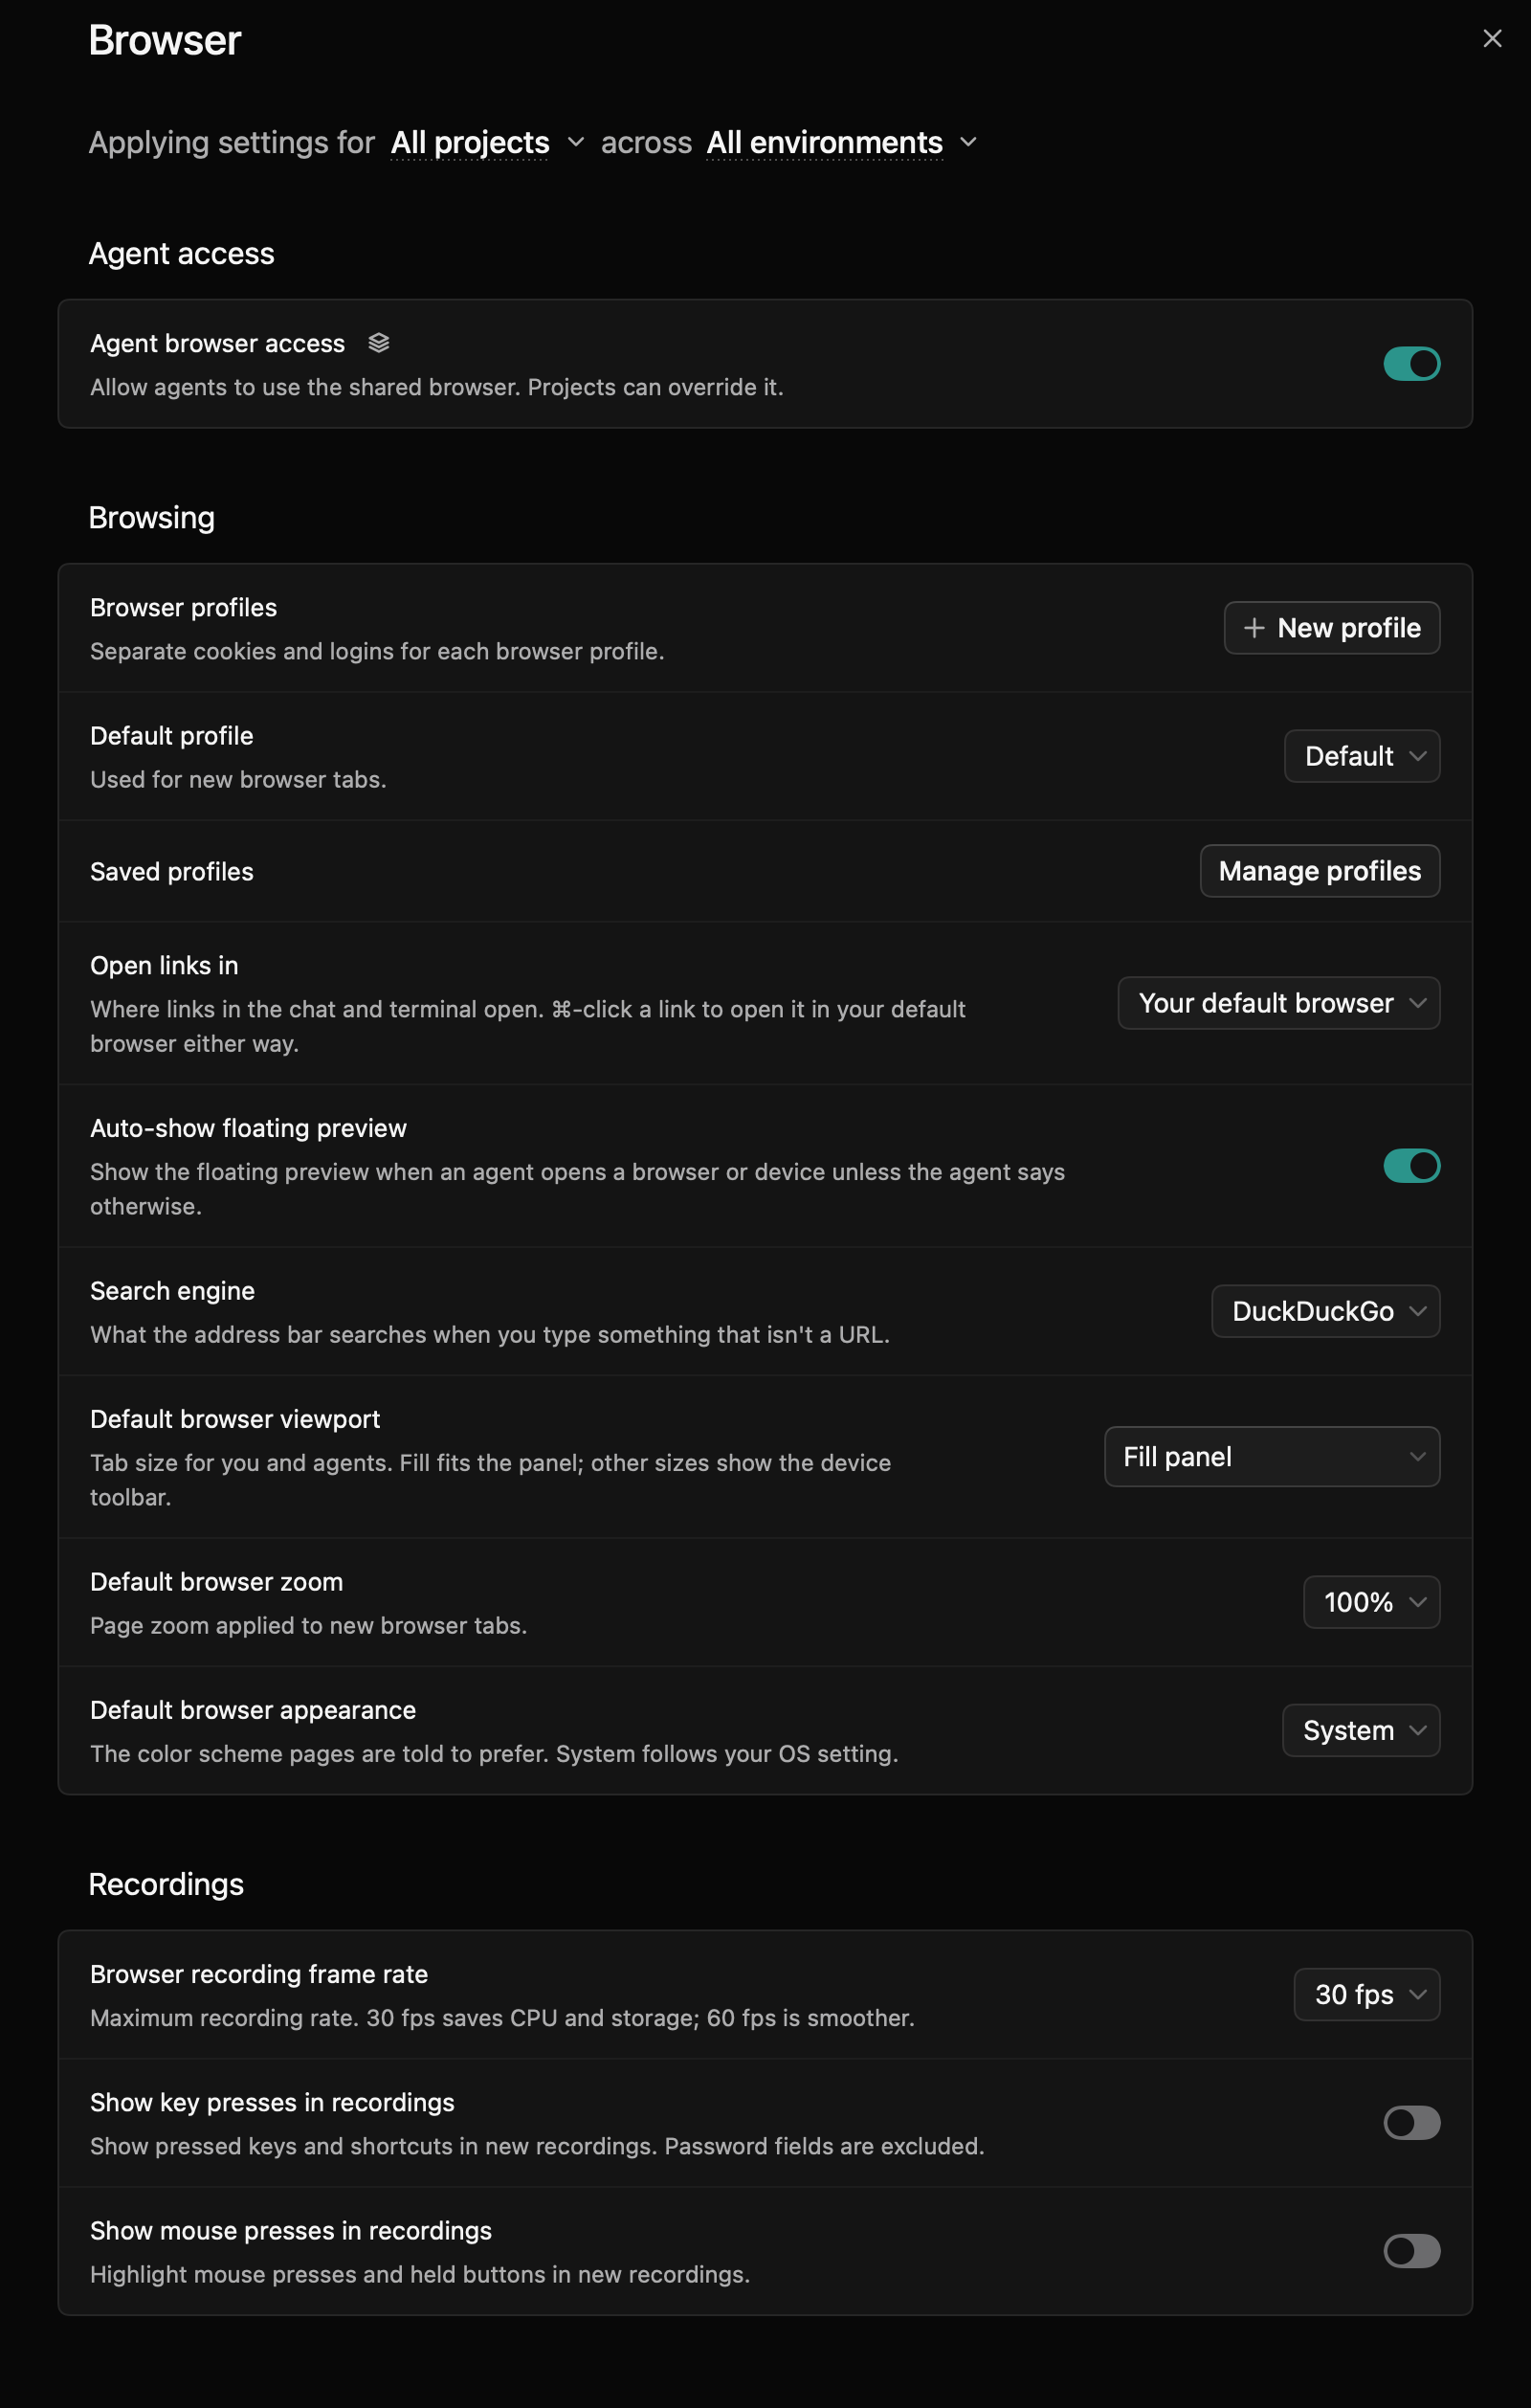 Browser
Applying settings for All projects across All environments
Agent access
Agent browser access
Allow agents to use the shared browser. Projects can override it.
Browsing
Browser profiles
Separate cookies and logins for each browser profile.
New profile
Default profile
Used for new browser tabs.
Default
Saved profiles
Manage profiles
Open links in
Where links in the chat and terminal open. ⌘-click a link to open it in your default
browser either way.
Your default browser
Auto-show floating preview
Show the floating preview when an agent opens a browser or device unless the agent says
otherwise.
Search engine
What the address bar searches when you type something that isn't a URL.
DuckDuckGo
Default browser viewport
Tab size for you and agents. Fill fits the panel; other sizes show the device
toolbar.
Fill panel
Default browser zoom
Page zoom applied to new browser tabs.
100%
Default browser appearance
The color scheme pages are told to prefer. System follows your OS setting.
System
Recordings
Browser recording frame rate
Maximum recording rate. 30 fps saves CPU and storage; 60 fps is smoother.
30 fps
Show key presses in recordings
Show pressed keys and shortcuts in new recordings. Password fields are excluded.
Show mouse presses in recordings
Highlight mouse presses and held buttons in new recordings.